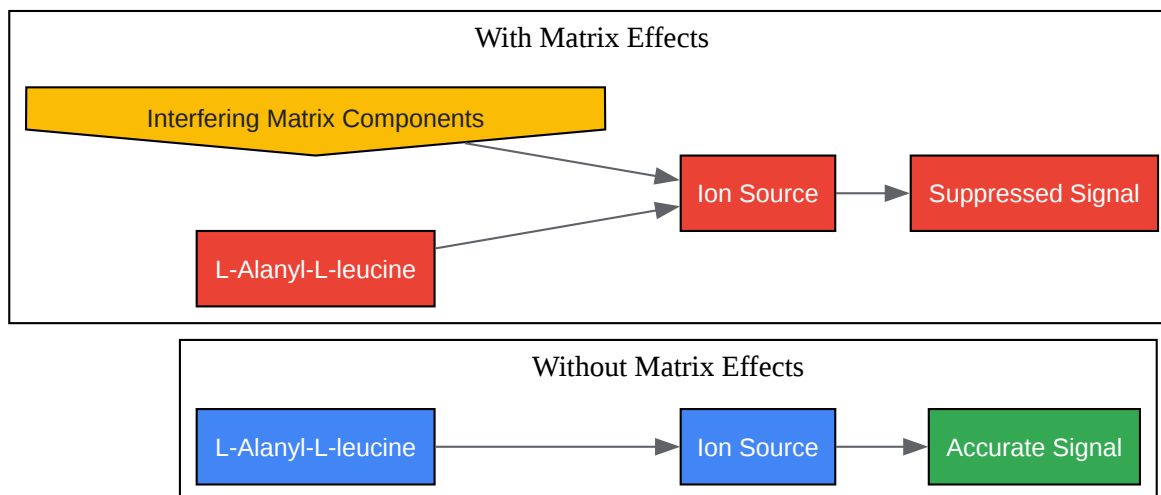 With Matrix Effects
Interfering Matrix Components
Ion Source
Suppressed Signal
L-Alanyl-L-leucine
Without Matrix Effects
L-Alanyl-L-leucine
Ion Source
Accurate Signal